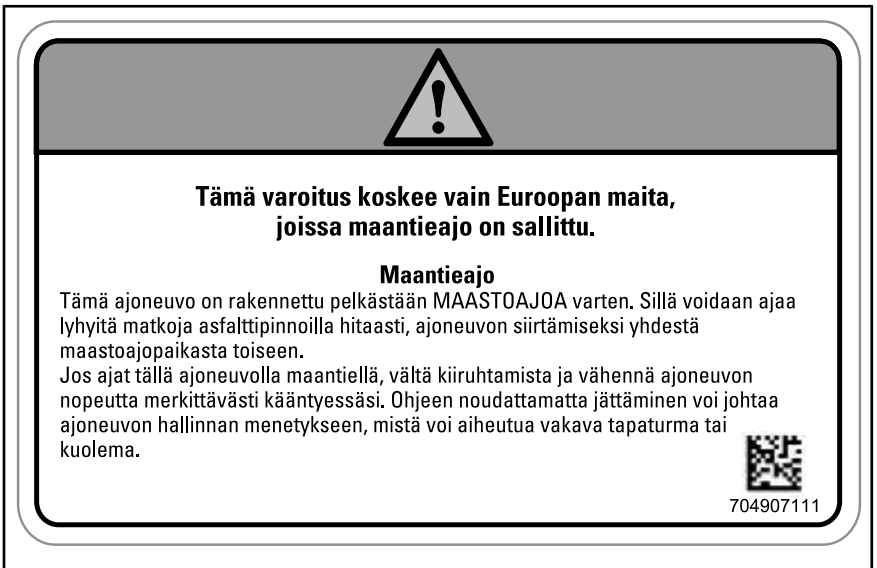 Tämä varoitus koskee vain Euroopan maita,
joissa maantieajo on sallittu.
Maantieajo
Tämä ajoneuvo on rakennettu pelkästään MAASTOAJOA varten. Sillä voidaan ajaa
lyhyitä matkoja asfalttipinnoilla hitaasti, ajoneuvon siirtämiseksi yhdestä
maastoajopaikasta toiseen.
Jos ajat tällä ajoneuvolla maantiellä, vältä kiiruhtamista ja vähennä ajoneuvon
nopeutta merkittävästi kääntyessäsi. Ohjeen noudattamatta jättäminen voi johtaa
ajoneuvon hallinnan menetykseen, mistä voi aiheutua vakava tapaturma tai
kuolema.
704907111